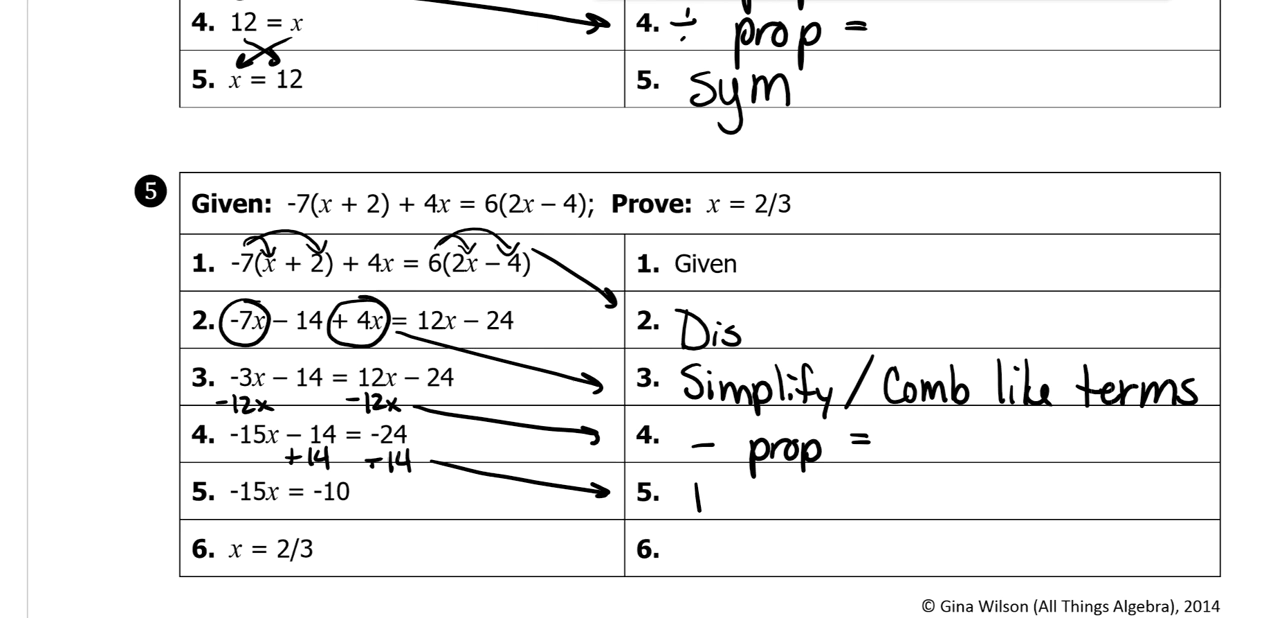 4. 12 = x
4. ÷ prop =
5. x = 12
5. sym
5
Given: -7(x + 2) + 4x = 6(2x – 4); Prove: x = 2/3
1. -7(x + 2) + 4x = 6(2x – 4)
1. Given
2. -7x – 14 + 4x = 12x – 24
2. Dis
3. -3x – 14 = 12x – 24
3. Simplify / Comb like terms
-12x -12x
4. -15x – 14 = -24
4. – prop =
+14 +14
5. -15x = -10
5.
6. x = 2/3
6.
© Gina Wilson (All Things Algebra), 2014